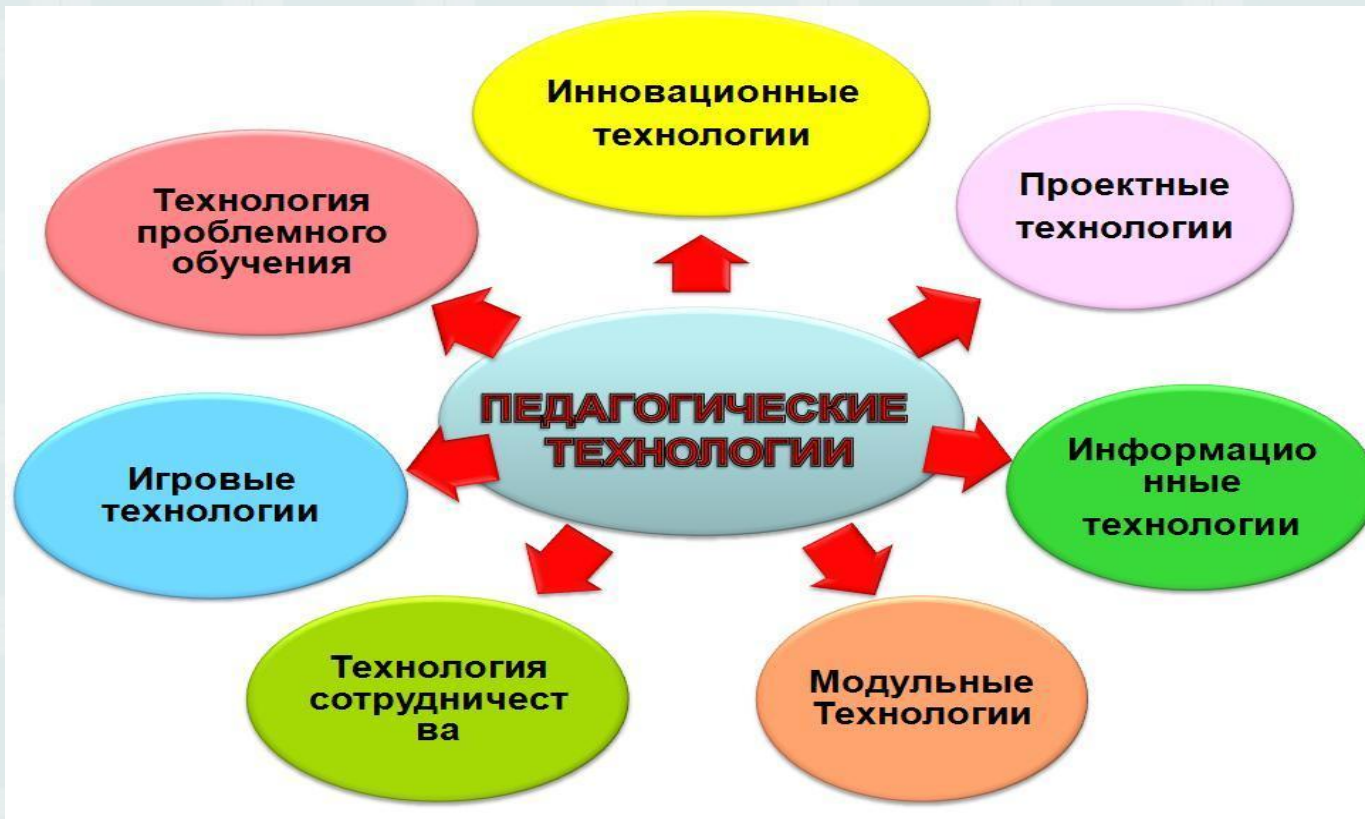 Инновационные
технологии
Проектные
технологии
Технология
проблемного
обучения
ПЕДАГОГИЧЕСКИЕ
ТЕХНОЛОГИИ
Информацио
нные
технологии
Игровые
технологии
Технология
сотрудничест
ва
Модульные
Технологии